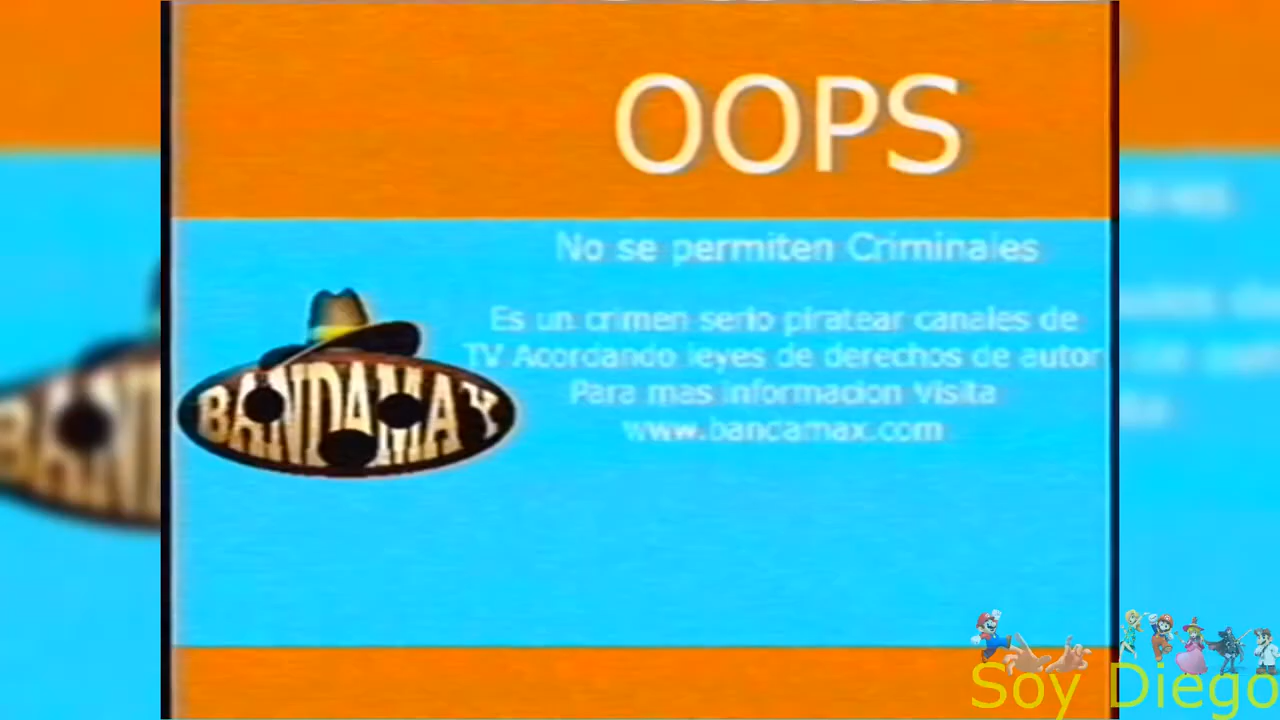 OOPS
No se permiten Criminales
Es un crimen serio piratear canales de
TV Acordando leyes de derechos de autor
Para mas informacion Visita
www.bandamax.com
BANDAMAX
Soy Diego